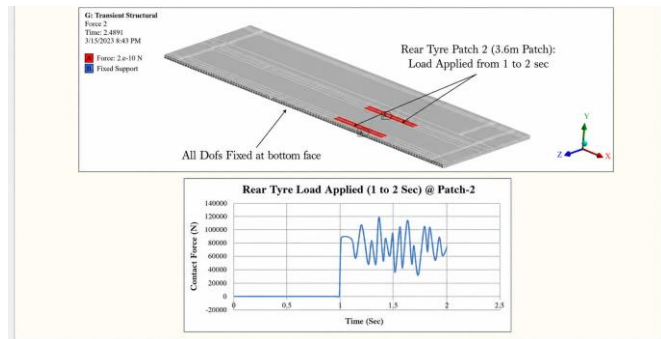 G: Transient Structural
Force 2
Time: 2.4891
3/15/2023 8:43 PM
A Force: 2.e-10 N
B Fixed Support
Rear Tyre Patch 2 (3.6m Patch):
Load Applied from 1 to 2 sec
All Dofs Fixed at bottom face
Y
Z
X
Rear Tyre Load Applied (1 to 2 Sec) @ Patch-2
Contact Force (N)
140000
120000
100000
80000
60000
40000
20000
0
-20000
0 0,5 1 1,5 2 2,5
Time (Sec)